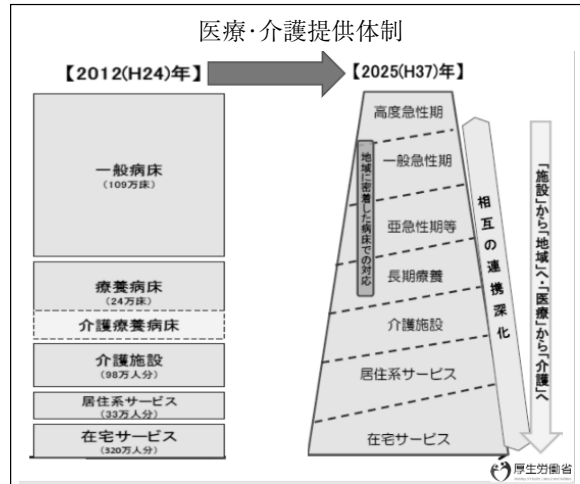 医療･介護提供体制
【2012(H24)年】
【2025(H37)年】
一般病床
(109万床)
療養病床
(24万床)
介護療養病床
介護施設
(98万人分)
居住系サービス
(33万人分)
在宅サービス
(320万人分)
高度急性期
一般急性期
亜急性期等
長期療養
介護施設
居住系サービス
在宅サービス
地域に密着した病床での対応
相互の連携深化
「施設」から「地域」へ・「医療」から「介護」へ
厚生労働省